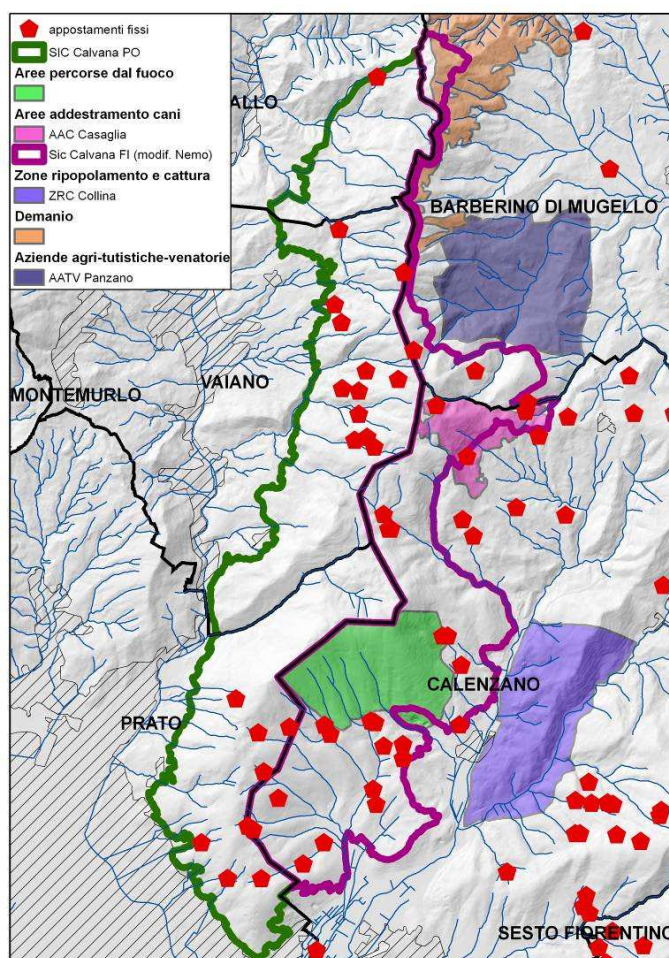 appostamenti fissi
SIC Calvana PO
Aree percorse dal fuoco
Aree addestramento cani
AAC Casaglia
Sic Calvana FI (modif. Nemo)
Zone ripopolamento e cattura
ZRC Collina
Demanio
Aziende agri-tutistiche-venatorie
AATV Panzano
ALLO
BARBERINO DI MUGELLO
VAIANO
MONTEMURLO
CALENZANO
PRATO
SESTO FIORENTINO